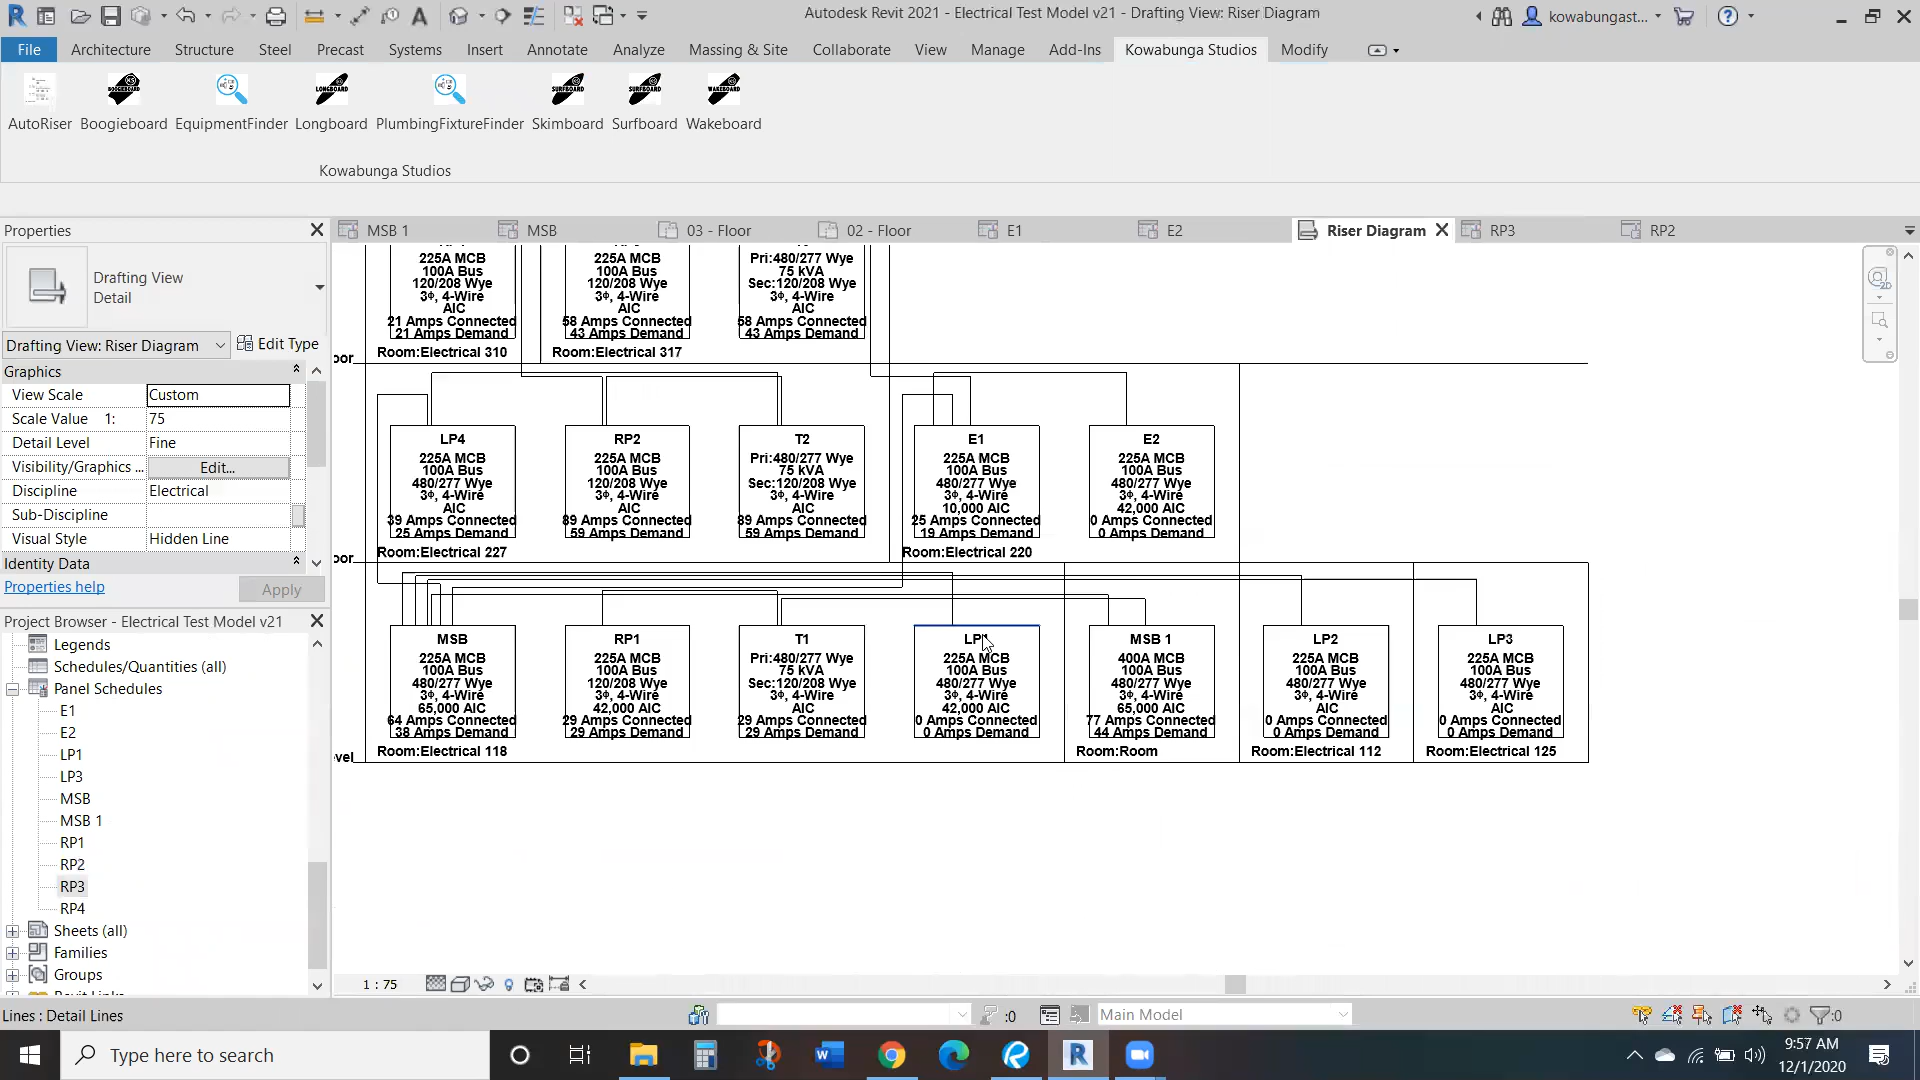 Autodesk Revit 2021 - Electrical Test Model v21 - Drafting View: Riser Diagram
kowabungast...
File Architecture Structure Steel Precast Systems Insert Annotate Analyze Massing & Site Collaborate View Manage Add-Ins Kowabunga Studios Modify
AutoRiser Boogieboard EquipmentFinder Longboard PlumbingFixtureFinder Skimboard Surfboard Wakeboard
Kowabunga Studios
Properties
MSB 1 MSB 03 - Floor 02 - Floor E1 E2 Riser Diagram RP3 RP2
Drafting View
Detail
Drafting View: Riser Diagram Edit Type
Graphics
View Scale Custom
Scale Value 1: 75
Detail Level Fine
Visibility/Graphics ... Edit...
Discipline Electrical
Sub-Discipline
Visual Style Hidden Line
Identity Data
Properties help Apply
Project Browser - Electrical Test Model v21
Legends
Schedules/Quantities (all)
Panel Schedules
E1
E2
LP1
LP3
MSB
MSB 1
RP1
RP2
RP3
RP4
Sheets (all)
Families
Groups
225A MCB
100A Bus
120/208 Wye
3Φ, 4-Wire
AIC
21 Amps Connected
21 Amps Demand
Room:Electrical 310
225A MCB
100A Bus
120/208 Wye
3Φ, 4-Wire
AIC
58 Amps Connected
43 Amps Demand
Room:Electrical 317
Pri:480/277 Wye
75 kVA
Sec:120/208 Wye
3Φ, 4-Wire
AIC
58 Amps Connected
43 Amps Demand
oor
LP4
225A MCB
100A Bus
480/277 Wye
3Φ, 4-Wire
AIC
39 Amps Connected
25 Amps Demand
Room:Electrical 227
RP2
225A MCB
100A Bus
120/208 Wye
3Φ, 4-Wire
AIC
89 Amps Connected
59 Amps Demand
T2
Pri:480/277 Wye
75 kVA
Sec:120/208 Wye
3Φ, 4-Wire
AIC
89 Amps Connected
59 Amps Demand
E1
225A MCB
100A Bus
480/277 Wye
3Φ, 4-Wire
10,000 AIC
25 Amps Connected
19 Amps Demand
Room:Electrical 220
E2
225A MCB
100A Bus
480/277 Wye
3Φ, 4-Wire
42,000 AIC
0 Amps Connected
0 Amps Demand
oor
MSB
225A MCB
100A Bus
480/277 Wye
3Φ, 4-Wire
65,000 AIC
64 Amps Connected
38 Amps Demand
Room:Electrical 118
RP1
225A MCB
100A Bus
120/208 Wye
3Φ, 4-Wire
42,000 AIC
29 Amps Connected
29 Amps Demand
T1
Pri:480/277 Wye
75 kVA
Sec:120/208 Wye
3Φ, 4-Wire
AIC
29 Amps Connected
29 Amps Demand
LP1
225A MCB
100A Bus
480/277 Wye
3Φ, 4-Wire
42,000 AIC
0 Amps Connected
0 Amps Demand
MSB 1
400A MCB
100A Bus
480/277 Wye
3Φ, 4-Wire
65,000 AIC
77 Amps Connected
44 Amps Demand
Room:Room
LP2
225A MCB
100A Bus
480/277 Wye
3Φ, 4-Wire
AIC
0 Amps Connected
0 Amps Demand
Room:Electrical 112
LP3
225A MCB
100A Bus
480/277 Wye
3Φ, 4-Wire
AIC
0 Amps Connected
0 Amps Demand
Room:Electrical 125
vel
1 : 75
Lines : Detail Lines
:0
Main Model
:0
Type here to search
9:57 AM
12/1/2020